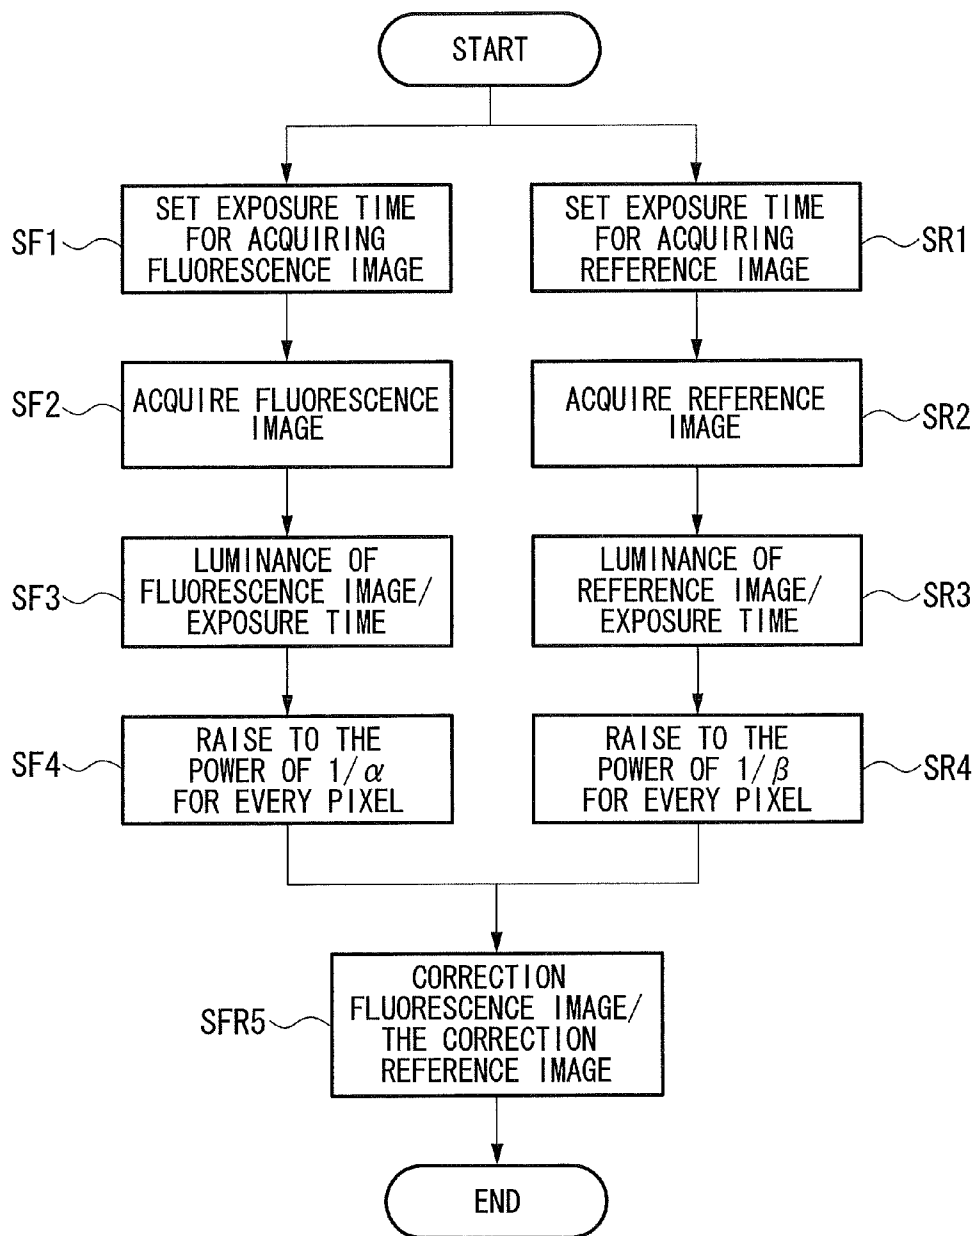 START
SF1
SET EXPOSURE TIME
FOR ACQUIRING
FLUORESCENCE IMAGE
SET EXPOSURE TIME
FOR ACQUIRING
REFERENCE IMAGE
SR1
SF2
ACQUIRE FLUORESCENCE
IMAGE
ACQUIRE REFERENCE
IMAGE
SR2
SF3
LUMINANCE OF
FLUORESCENCE IMAGE/
EXPOSURE TIME
LUMINANCE OF
REFERENCE IMAGE/
EXPOSURE TIME
SR3
SF4
RAISE TO THE
POWER OF 1/α
FOR EVERY PIXEL
RAISE TO THE
POWER OF 1/β
FOR EVERY PIXEL
SR4
SFR5
CORRECTION
FLUORESCENCE IMAGE/
THE CORRECTION
REFERENCE IMAGE
END